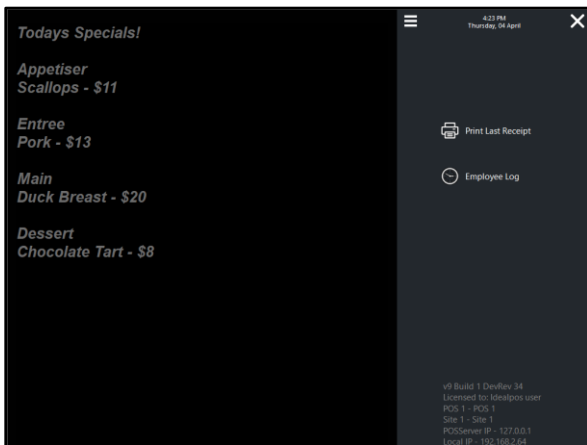 Todays Specials!
Appetiser
Scallops - $11
Entree
Pork - $13
Main
Duck Breast - $20
Dessert
Chocolate Tart - $8
4:23 PM
Thursday, 04 April
Print Last Receipt
Employee Log
v9 Build 1 DevRev 34
Licensed to: Idealpos user
POS 1 - POS 1
Site 1 - Site 1
POSServer IP - 127.0.0.1
Local IP - 192.168.2.64